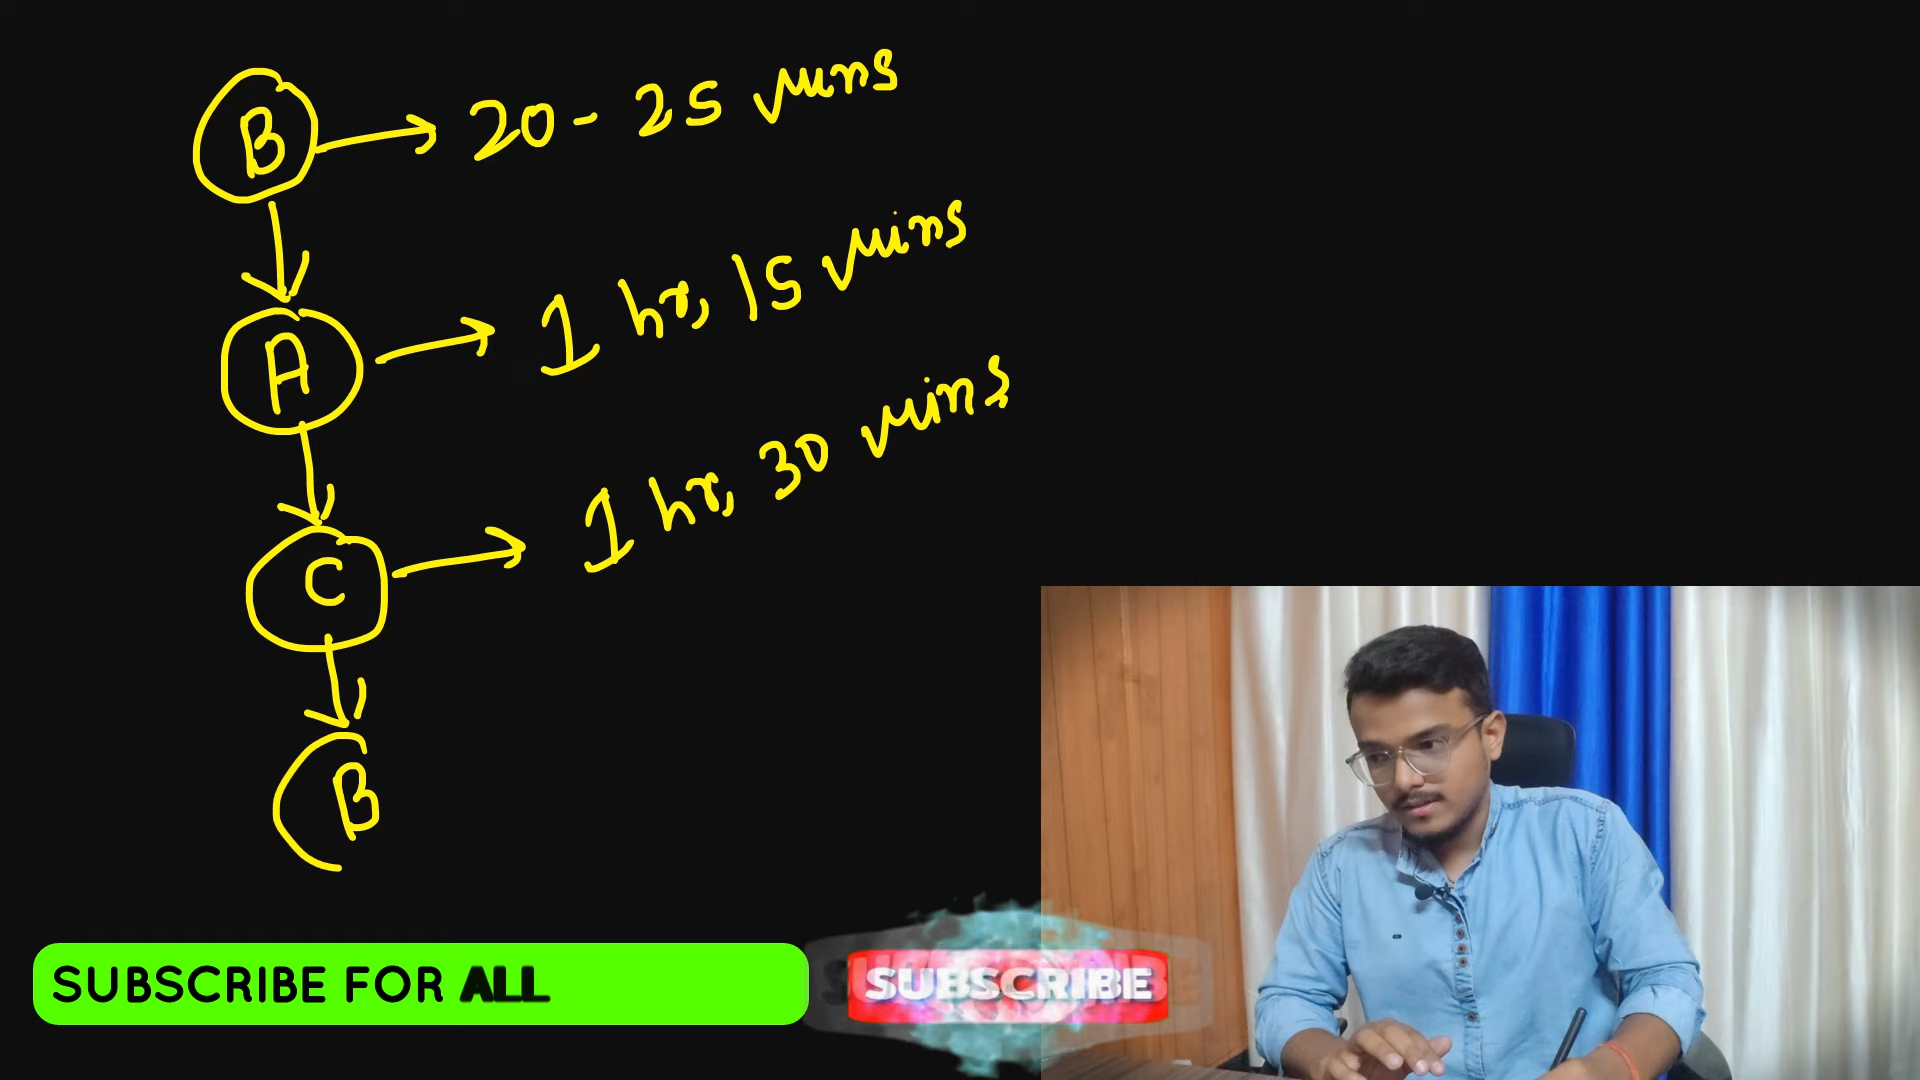 B → 20 - 25 mins
A → 1 hr, 15 mins
C → 1 hr, 30 mins
B
SUBSCRIBE FOR ALL
SUBSCRIBE